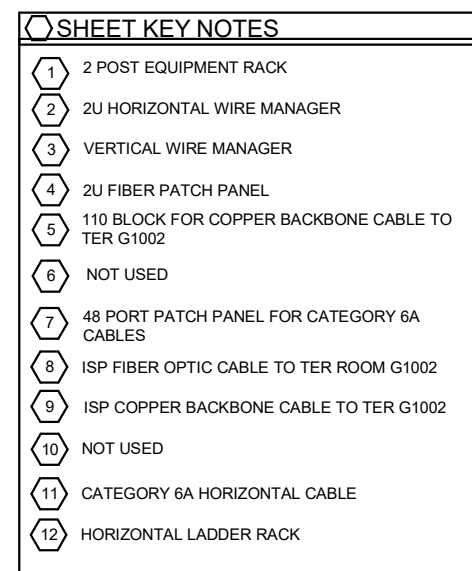 SHEET KEY NOTES
1 2 POST EQUIPMENT RACK
2 2U HORIZONTAL WIRE MANAGER
3 VERTICAL WIRE MANAGER
4 2U FIBER PATCH PANEL
5 110 BLOCK FOR COPPER BACKBONE CABLE TO
TER G1002
6 NOT USED
7 48 PORT PATCH PANEL FOR CATEGORY 6A
CABLES
8 ISP FIBER OPTIC CABLE TO TER ROOM G1002
9 ISP COPPER BACKBONE CABLE TO TER G1002
10 NOT USED
11 CATEGORY 6A HORIZONTAL CABLE
12 HORIZONTAL LADDER RACK